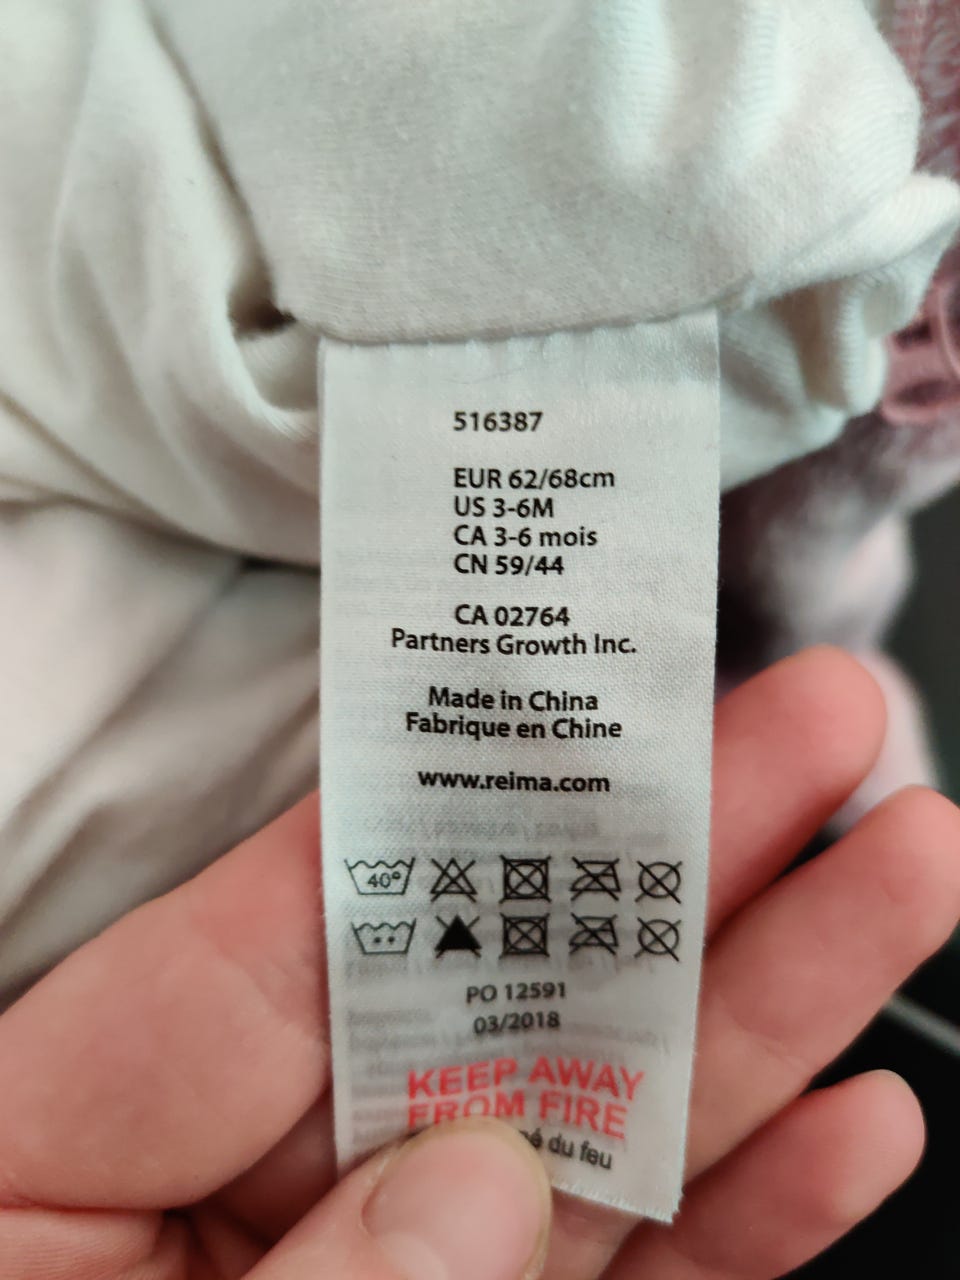 516387
EUR 62/68cm
US 3-6M
CA 3-6 mois
CN 59/44
CA 02764
Partners Growth Inc.
Made in China
Fabrique en Chine
www.reima.com
40°
PO 12591
03/2018
KEEP AWAY
FROM FIRE
du feu